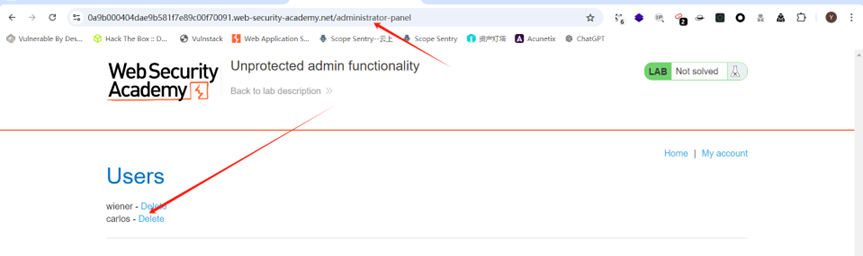 0a9b000404dae9b581f7e89c00f70091.web-security-academy.net/administrator-panel
6
2
Y
Vulnerable By Des...
Hack The Box :: D...
Vulnstack
Web Application S...
Scope Sentry-云上
Scope Sentry
资产灯塔
Acunetix
ChatGPT
Web Security
Academy
Unprotected admin functionality
Back to lab description
LAB Not solved
Home | My account
Users
wiener - Delete
carlos - Delete